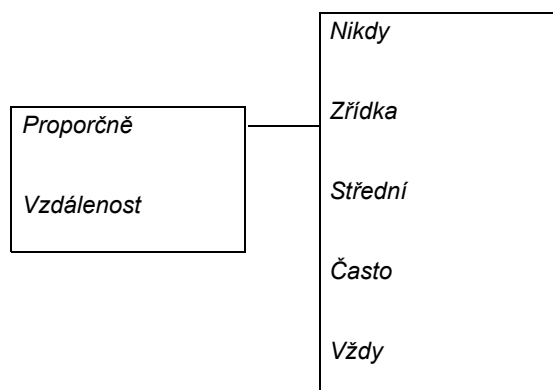 Proporčně
Vzdálenost
Nikdy
Zřídka
Střední
Často
Vždy